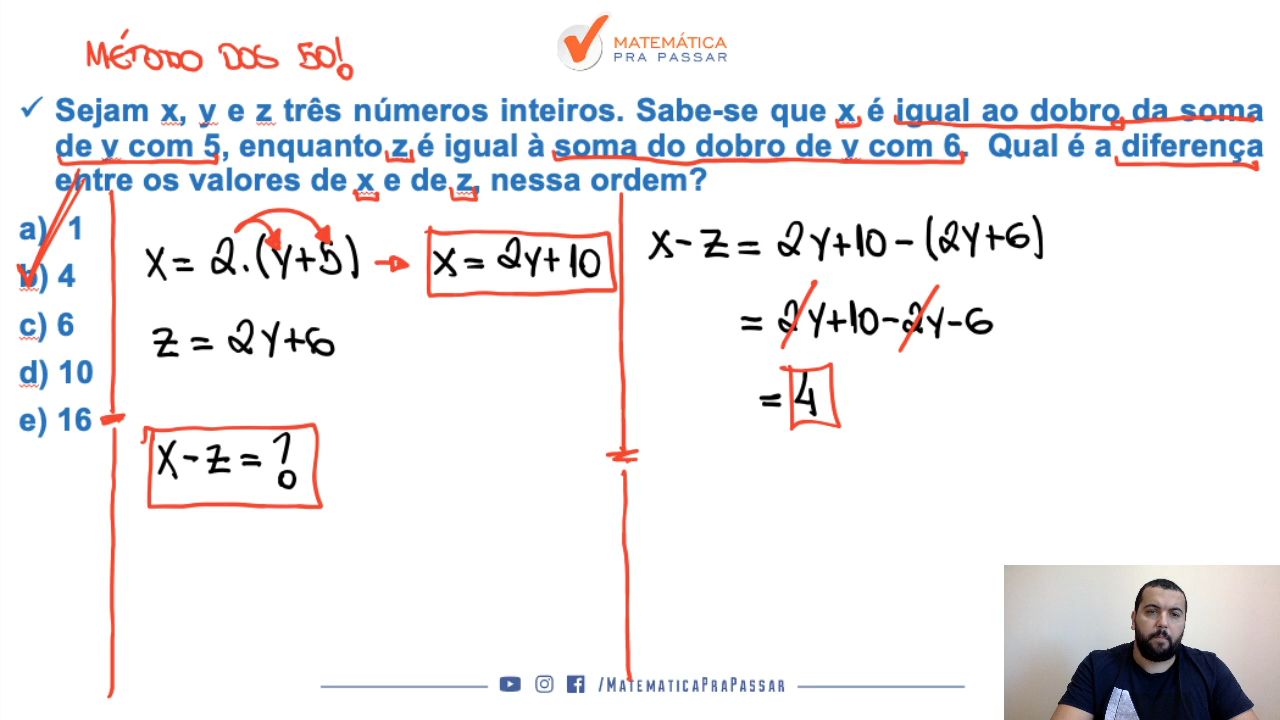 MÉTODO DOS 50!
MATEMÁTICA
PRA PASSAR
✓ Sejam x, y e z três números inteiros. Sabe-se que x é igual ao dobro da soma
de y com 5, enquanto z é igual à soma do dobro de y com 6. Qual é a diferença
entre os valores de x e de z, nessa ordem?
a) 1
b) 4
c) 6
d) 10
e) 16
X = 2.(Y+5) → X = 2Y+10
Z = 2Y+6
X - Z = ?
X - Z = 2Y+10 - (2Y+6)
= 2Y+10-2Y-6
= 4
/MatematicaPraPassar